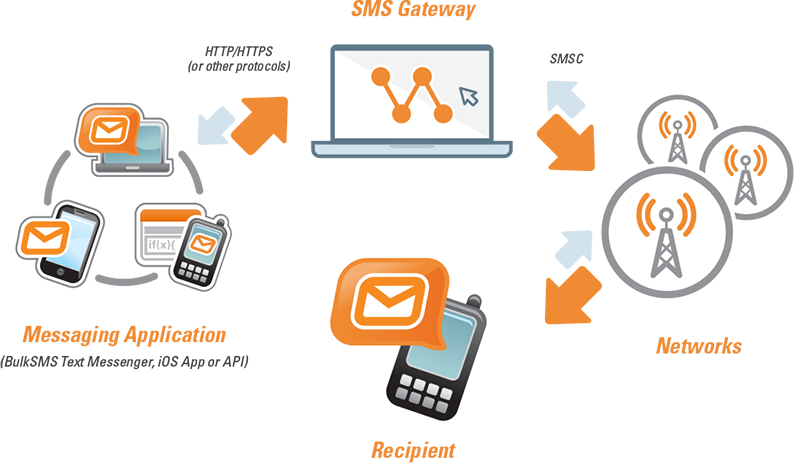 SMS Gateway
HTTP/HTTPS
(or other protocols)
SMSC
if(x){
Messaging Application
(BulkSMS Text Messenger, iOS App or API)
Networks
Recipient